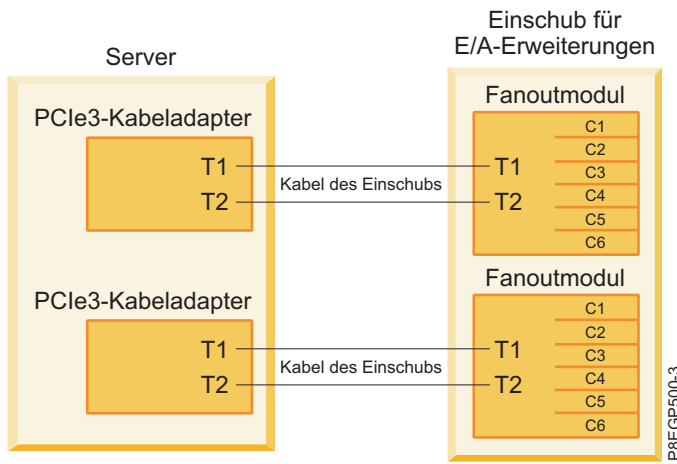 Server
Einschub für
E/A-Erweiterungen
PCIe3-Kabeladapter
T1
T2
Kabel des Einschubs
Fanoutmodul
T1
T2
C1
C2
C3
C4
C5
C6
PCIe3-Kabeladapter
T1
T2
Kabel des Einschubs
Fanoutmodul
T1
T2
C1
C2
C3
C4
C5
C6
P8EGP500-3